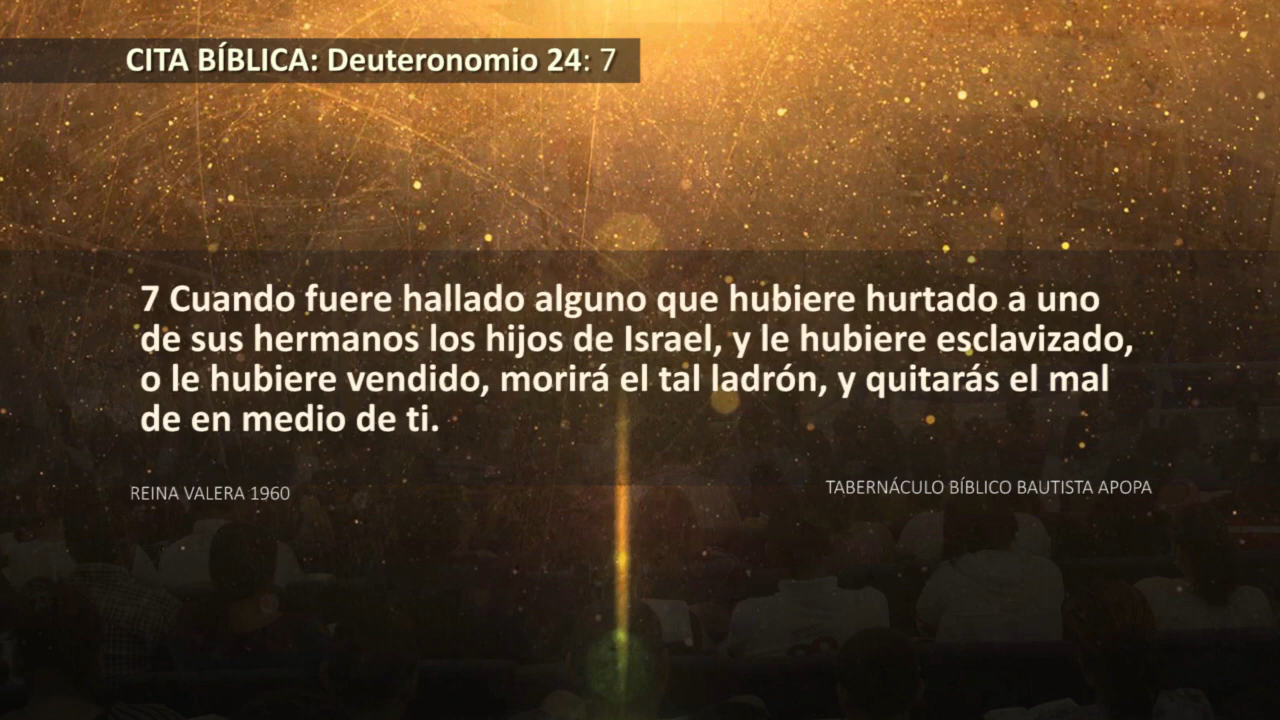 CITA BÍBLICA: Deuteronomio 24: 7
7 Cuando fuere hallado alguno que hubiere hurtado a uno
de sus hermanos los hijos de Israel, y le hubiere esclavizado,
o le hubiere vendido, morirá el tal ladrón, y quitarás el mal
de en medio de ti.
REINA VALERA 1960
TABERNÁCULO BÍBLICO BAUTISTA APOPA